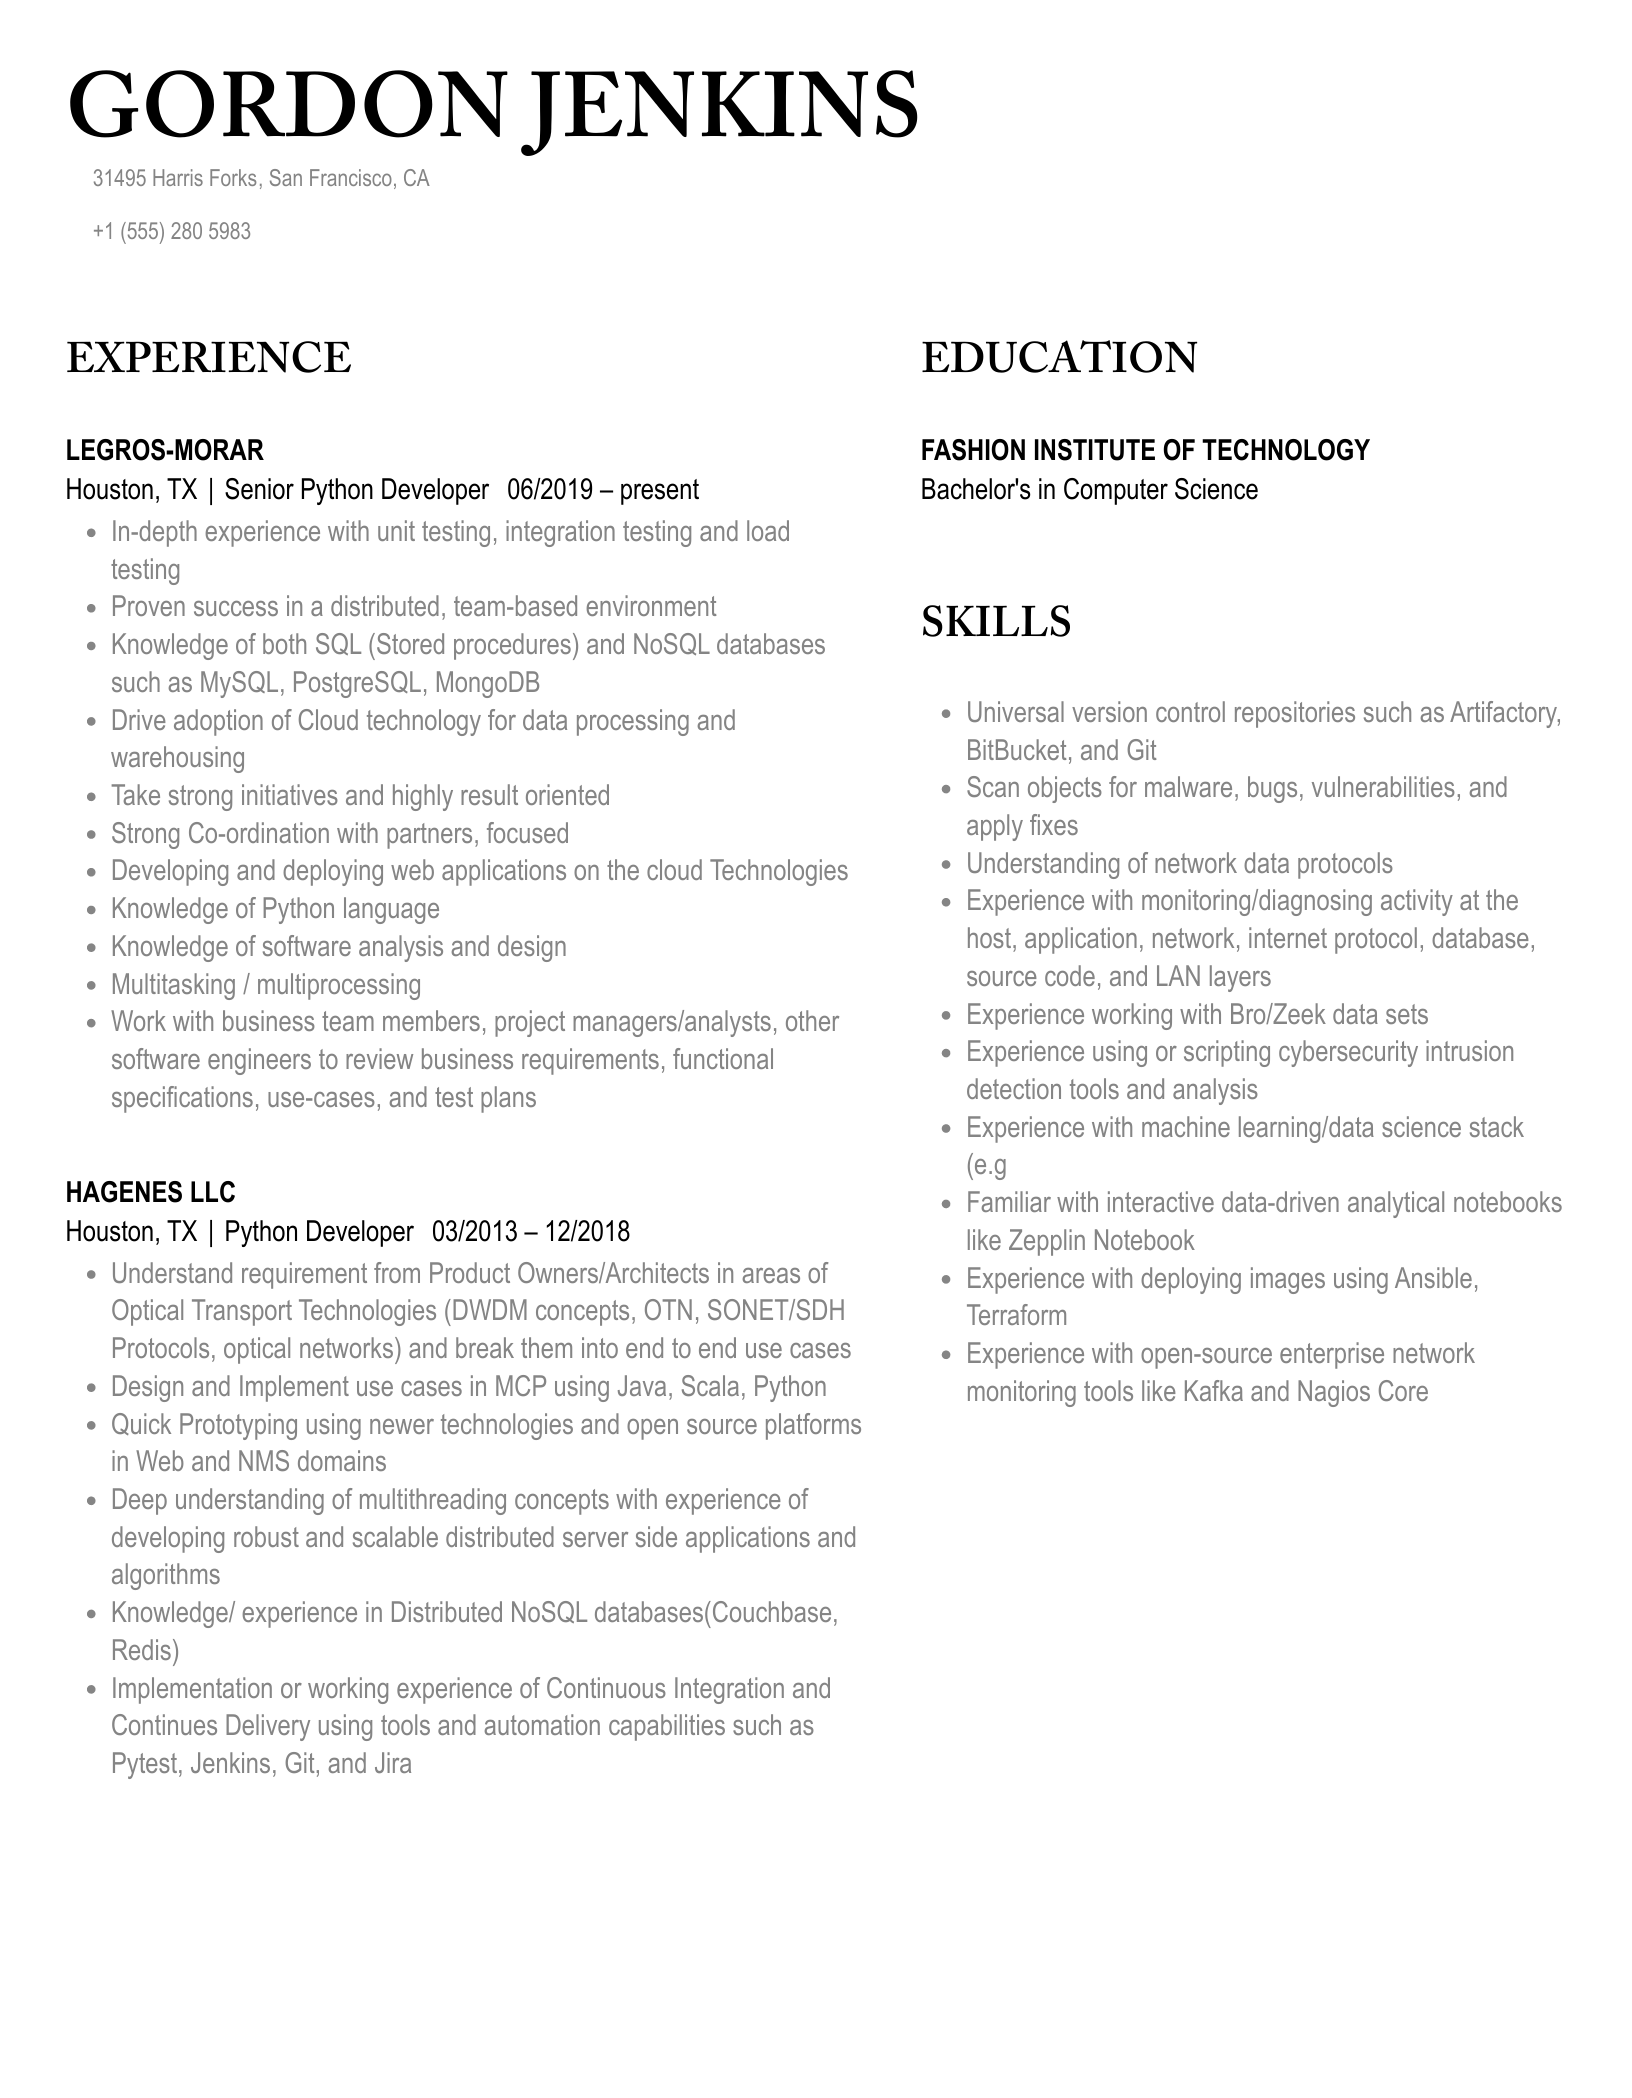 GORDON JENKINS
31495 Harris Forks, San Francisco, CA
+1 (555) 280 5983
EXPERIENCE
LEGROS-MORAR
Houston, TX | Senior Python Developer 06/2019 – present
• In-depth experience with unit testing, integration testing and load
testing
• Proven success in a distributed, team-based environment
• Knowledge of both SQL (Stored procedures) and NoSQL databases
such as MySQL, PostgreSQL, MongoDB
• Drive adoption of Cloud technology for data processing and
warehousing
• Take strong initiatives and highly result oriented
• Strong Co-ordination with partners, focused
• Developing and deploying web applications on the cloud Technologies
• Knowledge of Python language
• Knowledge of software analysis and design
• Multitasking / multiprocessing
• Work with business team members, project managers/analysts, other
software engineers to review business requirements, functional
specifications, use-cases, and test plans
HAGENES LLC
Houston, TX | Python Developer 03/2013 – 12/2018
• Understand requirement from Product Owners/Architects in areas of
Optical Transport Technologies (DWDM concepts, OTN, SONET/SDH
Protocols, optical networks) and break them into end to end use cases
• Design and Implement use cases in MCP using Java, Scala, Python
• Quick Prototyping using newer technologies and open source platforms
in Web and NMS domains
• Deep understanding of multithreading concepts with experience of
developing robust and scalable distributed server side applications and
algorithms
• Knowledge/ experience in Distributed NoSQL databases(Couchbase,
Redis)
• Implementation or working experience of Continuous Integration and
Continues Delivery using tools and automation capabilities such as
Pytest, Jenkins, Git, and Jira
EDUCATION
FASHION INSTITUTE OF TECHNOLOGY
Bachelor's in Computer Science
SKILLS
• Universal version control repositories such as Artifactory,
BitBucket, and Git
• Scan objects for malware, bugs, vulnerabilities, and
apply fixes
• Understanding of network data protocols
• Experience with monitoring/diagnosing activity at the
host, application, network, internet protocol, database,
source code, and LAN layers
• Experience working with Bro/Zeek data sets
• Experience using or scripting cybersecurity intrusion
detection tools and analysis
• Experience with machine learning/data science stack
(e.g
• Familiar with interactive data-driven analytical notebooks
like Zepplin Notebook
• Experience with deploying images using Ansible,
Terraform
• Experience with open-source enterprise network
monitoring tools like Kafka and Nagios Core